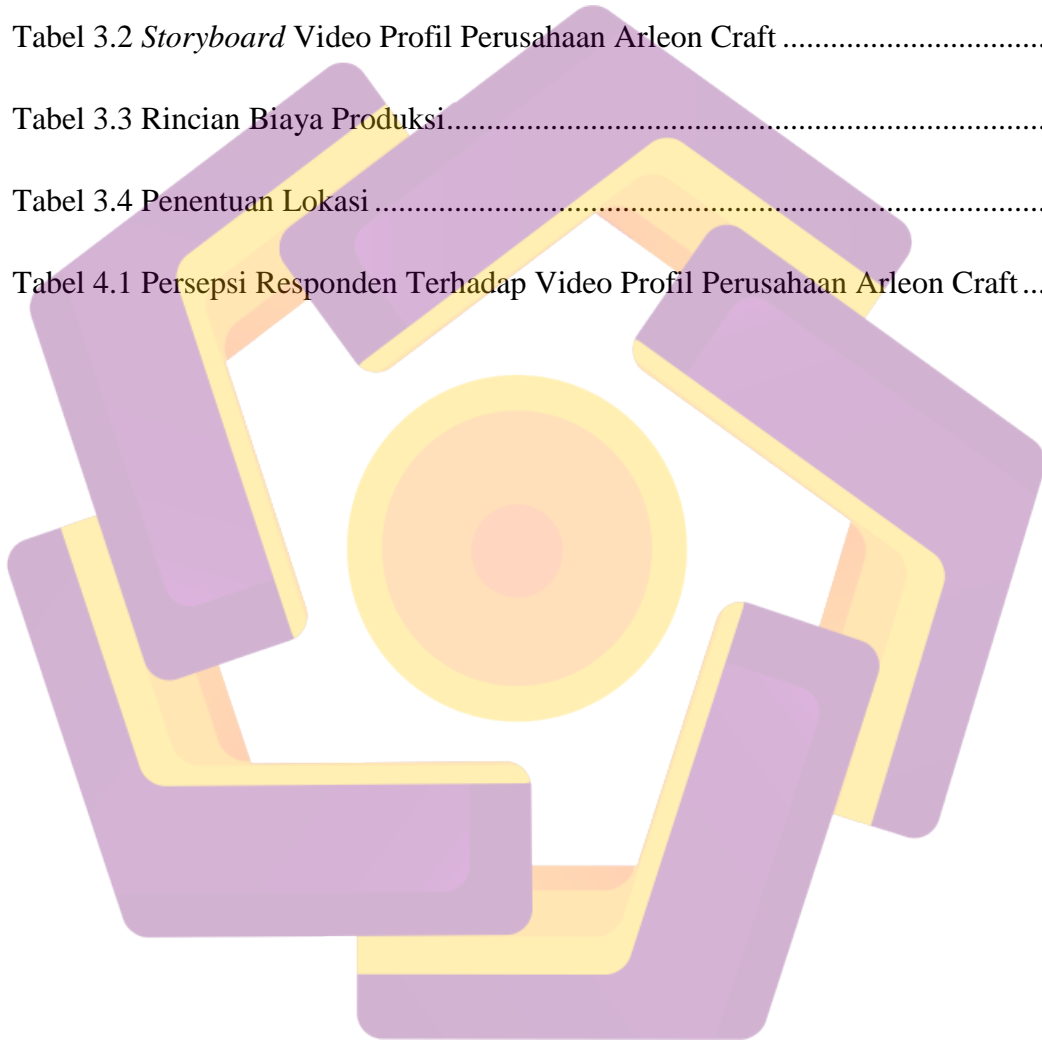 Tabel 3.2 Storyboard Video Profil Perusahaan Arleon Craft ................................
Tabel 3.3 Rincian Biaya Produksi.........................................................................
Tabel 3.4 Penentuan Lokasi ..................................................................................
Tabel 4.1 Persepsi Responden Terhadap Video Profil Perusahaan Arleon Craft ...